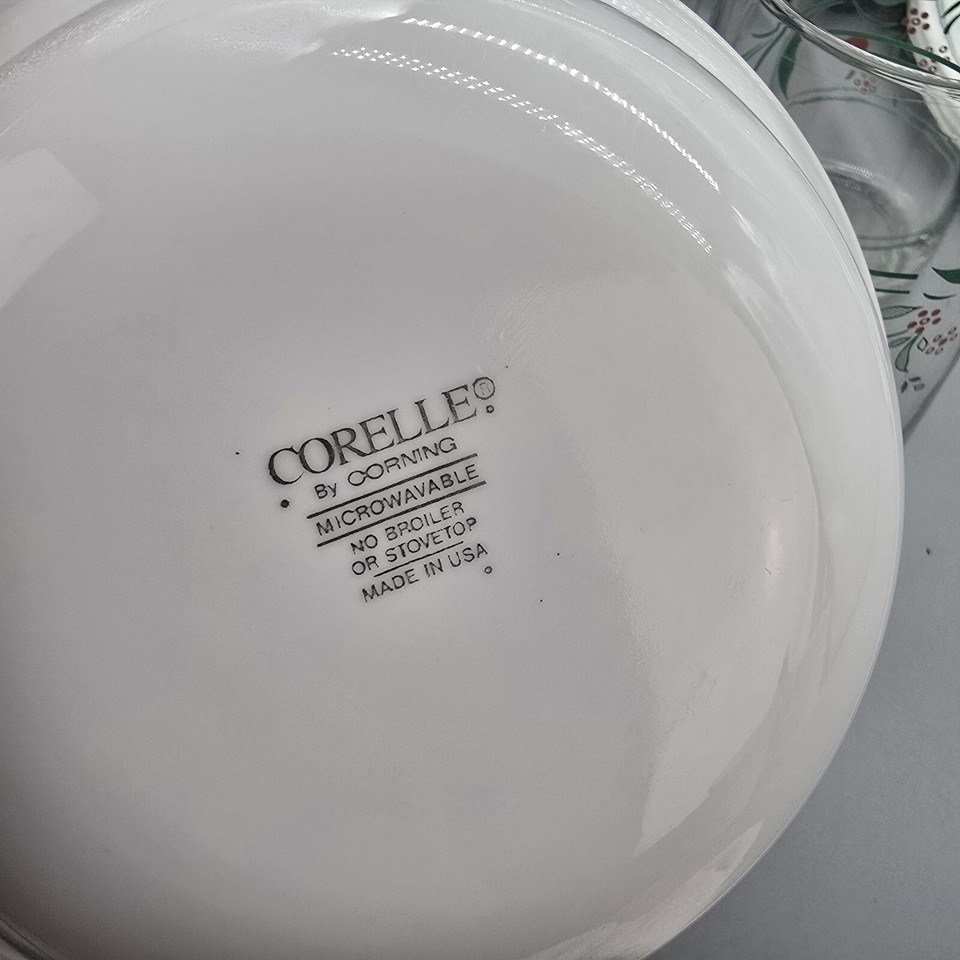 CORELLE®
By CORNING
MICROWAVABLE
NO BROILER
OR STOVETOP
MADE IN USA